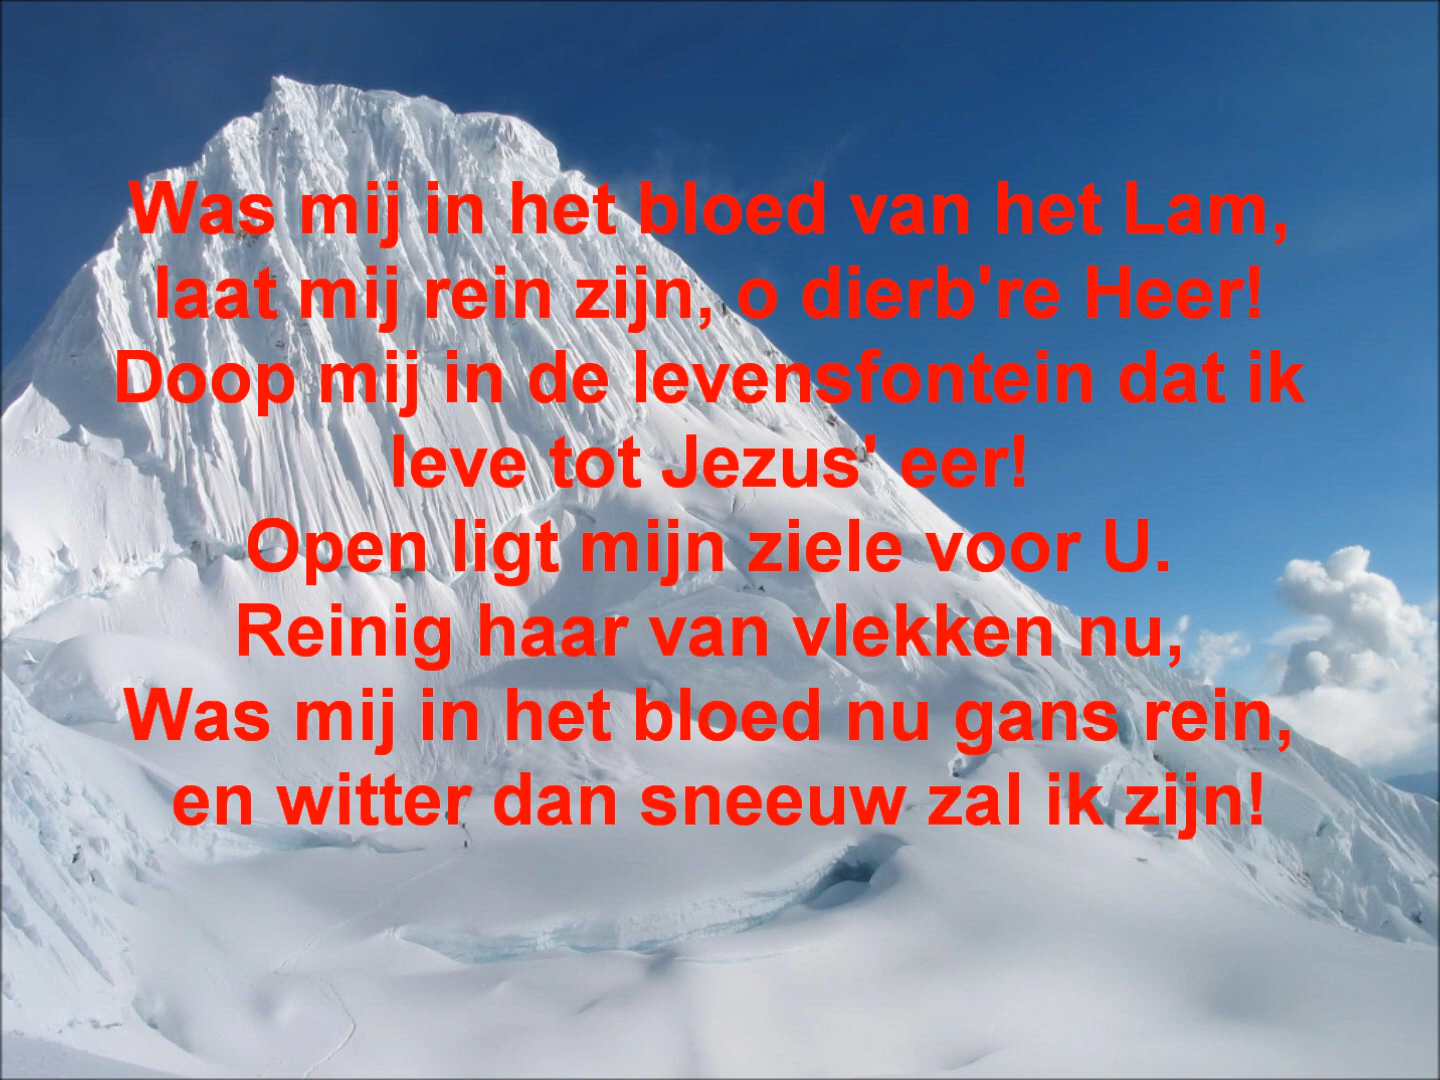 Was mij in het bloed van het Lam,
laat mij rein zijn, o dierb're Heer!
Doop mij in de levensfontein dat ik
leve tot Jezus' eer!
Open ligt mijn ziele voor U.
Reinig haar van vlekken nu,
Was mij in het bloed nu gans rein,
en witter dan sneeuw zal ik zijn!